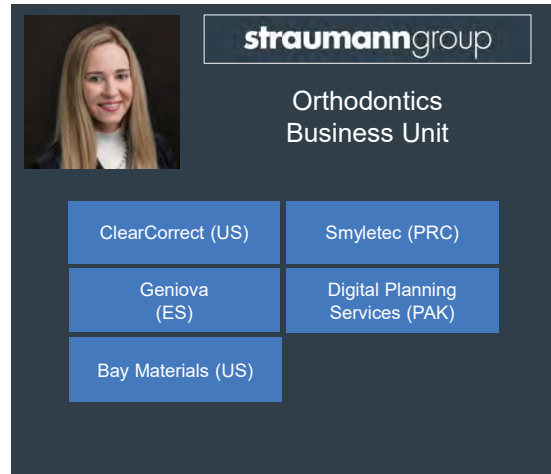 straumanngroup
Orthodontics
Business Unit
ClearCorrect (US)
Smyletec (PRC)
Geniova
(ES)
Digital Planning
Services (PAK)
Bay Materials (US)